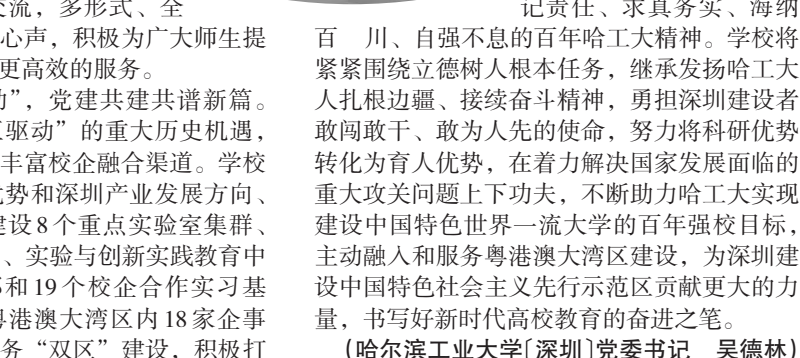 交流，多形式、全
心声，积极为广大师生提
更高效的服务。
动”，党建共建共谱新篇。
区驱动”的重大历史机遇，
丰富校企融合渠道。学校
优势和深圳产业发展方向、
建设8个重点实验室集群、
、实验与创新实践教育中
和19个校企合作实习基
粤港澳大湾区内18家企事
务“双区”建设，积极打
记责任、求真务实、海纳
百 川、自强不息的百年哈工大精神。学校将
紧紧围绕立德树人根本任务，继承发扬哈工大
人扎根边疆、接续奋斗精神，勇担深圳建设者
敢闯敢干、敢为人先的使命，努力将科研优势
转化为育人优势，在着力解决国家发展面临的
重大攻关问题上下功夫，不断助力哈工大实现
建设中国特色世界一流大学的百年强校目标，
主动融入和服务粤港澳大湾区建设，为深圳建
设中国特色社会主义先行示范区贡献更大的力
量，书写好新时代高校教育的奋进之笔。
（哈尔滨工业大学〔深圳〕党委书记 吴德林）